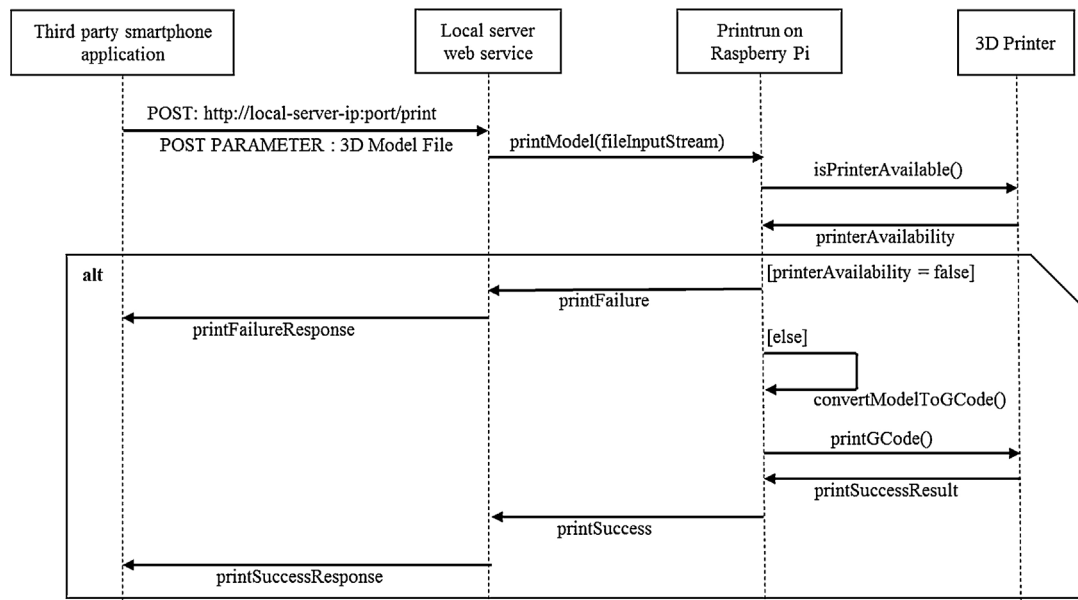 Third party smartphone
application
Local server
web service
Printrun on
Raspberry Pi
3D Printer
POST: http://local-server-ip:port/print
POST PARAMETER : 3D Model File
printModel(fileInputStream)
isPrinterAvailable()
printerAvailability
alt
[printerAvailability = false]
printFailure
printFailureResponse
[else]
convertModelToGCode()
printGCode()
printSuccessResult
printSuccess
printSuccessResponse